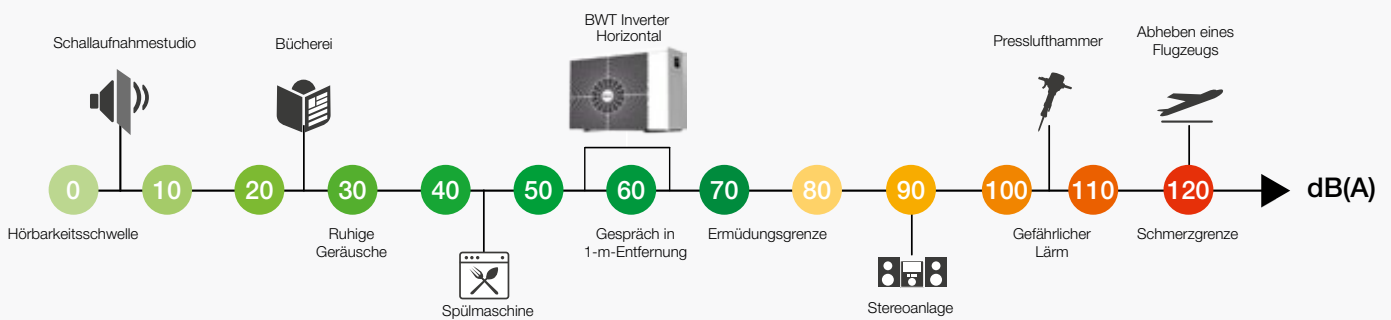 BWT Inverter
Horizontal
Schallaufnahmestudio
Bücherei
Presslufthammer
Abheben eines
Flugzeugs
0 10 20 30 40 50 60 70 80 90 100 110 120 dB(A)
Hörbarkeitsschwelle
Ruhige
Geräusche
Gespräch in
1-m-Entfernung
Ermüdungsgrenze
Gefährlicher
Lärm
Schmerzgrenze
Spülmaschine
Stereoanlage